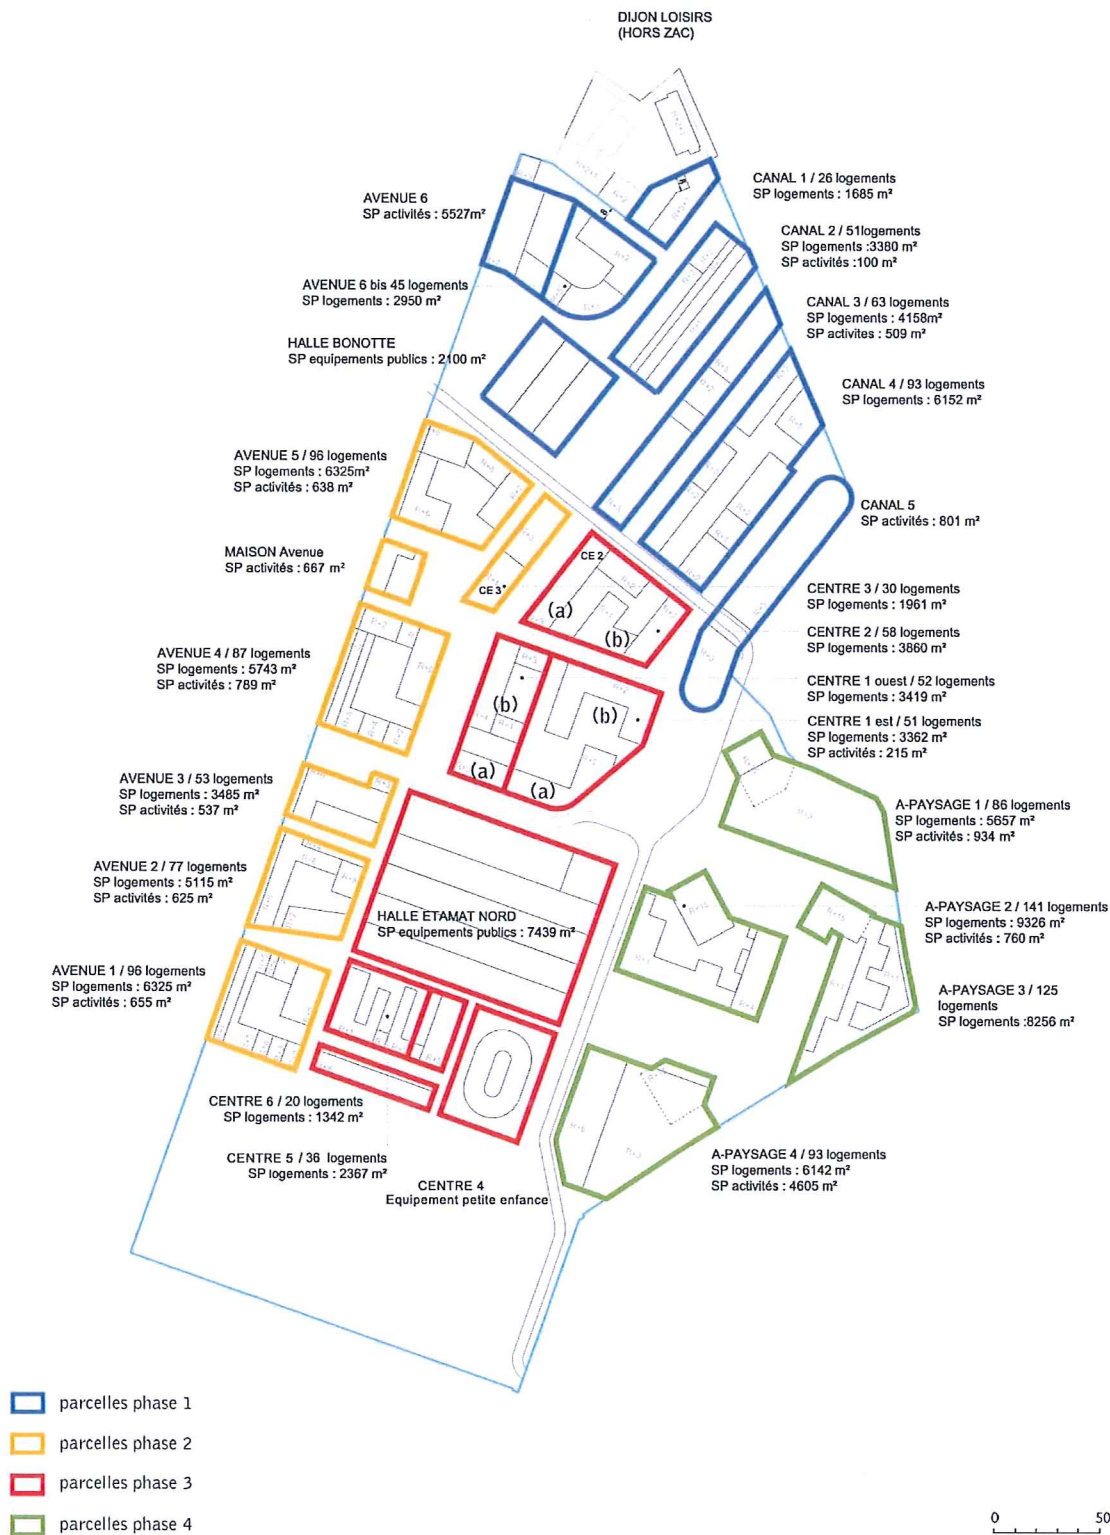 DIJON LOISIRS
(HORS ZAC)
CANAL 1 / 26 logements
SP logements : 1685 m²
AVENUE 6
SP activités : 5527m²
CANAL 2 / 51logements
SP logements :3380 m²
SP activités :100 m²
AVENUE 6 bis 45 logements
SP logements : 2950 m²
CANAL 3 / 63 logements
SP logements : 4158m²
SP activites : 509 m²
HALLE BONOTTE
SP equipements publics : 2100 m²
CANAL 4 / 93 logements
SP logements : 6152 m²
AVENUE 5 / 96 logements
SP logements : 6325m²
SP activités : 638 m²
CANAL 5
SP activités : 801 m²
MAISON Avenue
SP activités : 667 m²
CE 2
CE 3
(a)
(b)
CENTRE 3 / 30 logements
SP logements : 1961 m²
CENTRE 2 / 58 logements
SP logements : 3860 m²
AVENUE 4 / 87 logements
SP logements : 5743 m²
SP activités : 789 m²
CENTRE 1 ouest / 52 logements
SP logements : 3419 m²
(b)
(b)
(a)
(a)
CENTRE 1 est / 51 logements
SP logements : 3362 m²
SP activités : 215 m²
AVENUE 3 / 53 logements
SP logements : 3485 m²
SP activités : 537 m²
A-PAYSAGE 1 / 86 logements
SP logements : 5657 m²
SP activités : 934 m²
AVENUE 2 / 77 logements
SP logements : 5115 m²
SP activités : 625 m²
HALLE ETAMAT NORD
SP equipements publics : 7439 m²
A-PAYSAGE 2 / 141 logements
SP logements : 9326 m²
SP activités : 760 m²
AVENUE 1 / 96 logements
SP logements : 6325 m²
SP activités : 655 m²
A-PAYSAGE 3 / 125
logements
SP logements :8256 m²
CENTRE 6 / 20 logements
SP logements : 1342 m²
CENTRE 5 / 36 logements
SP logements : 2367 m²
CENTRE 4
Equipement petite enfance
A-PAYSAGE 4 / 93 logements
SP logements : 6142 m²
SP activités : 4605 m²
parcelles phase 1
parcelles phase 2
parcelles phase 3
parcelles phase 4
0 50